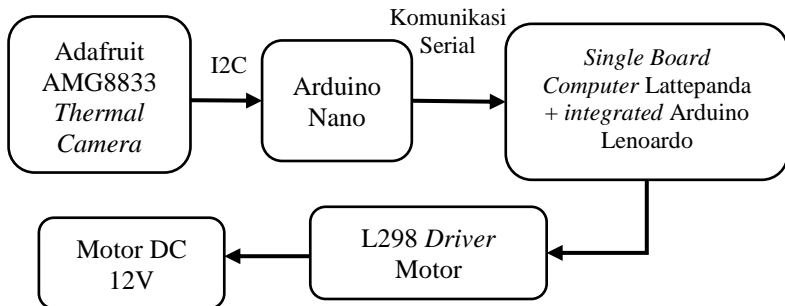 Adafruit
AMG8833
Thermal
Camera
I2C
Arduino
Nano
Komunikasi
Serial
Single Board
Computer Lattepanda
+ integrated Arduino
Lenoardo
Motor DC
12V
L298 Driver
Motor